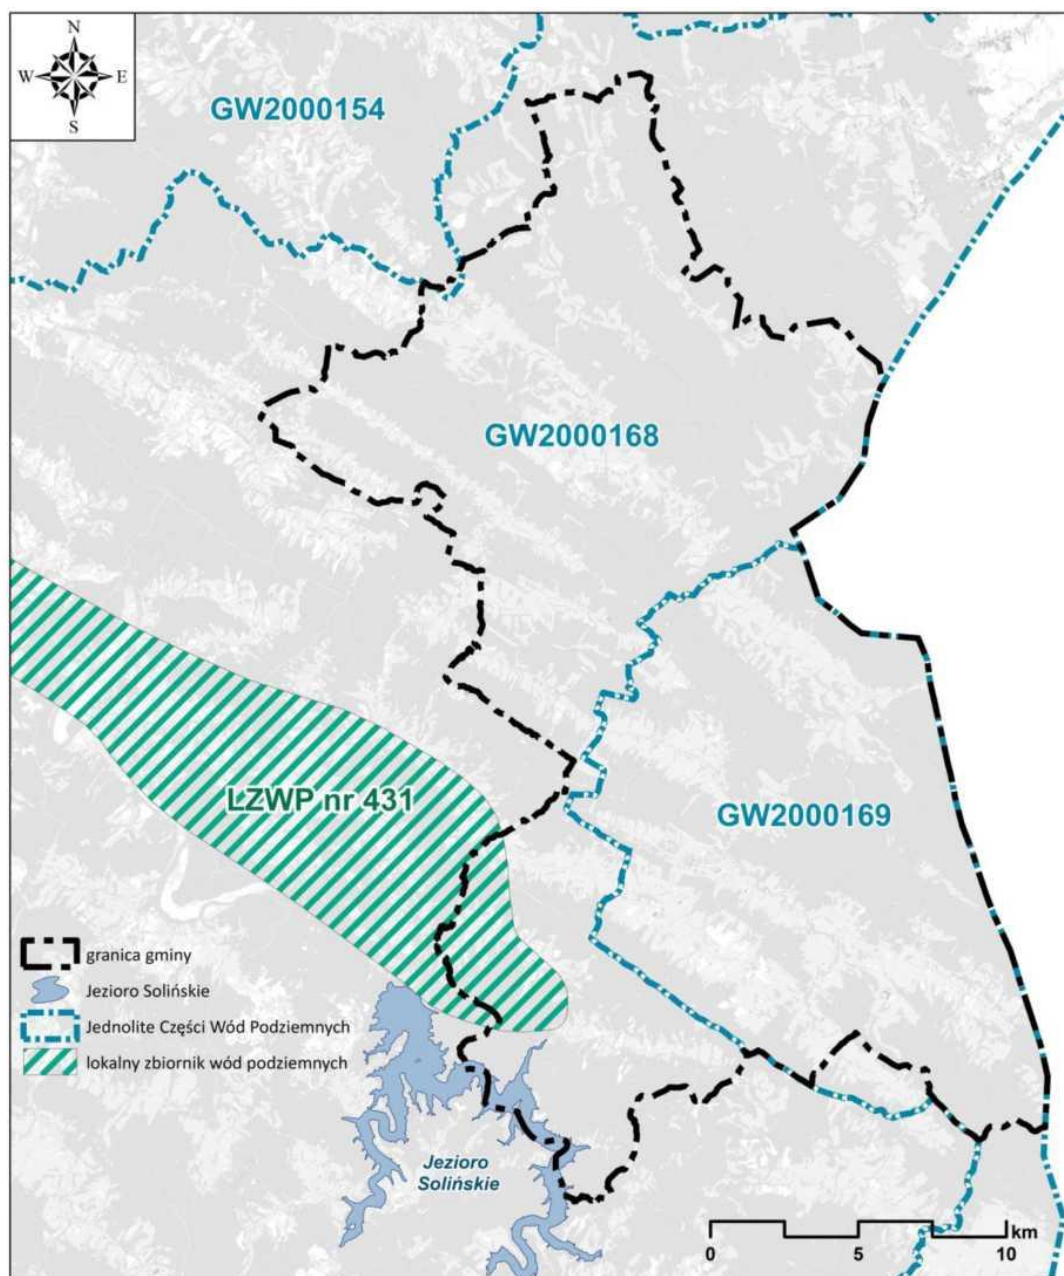 N
W E
S
GW2000154
GW2000168
LZWP nr 431
GW2000169
granica gminy
Jezioro Solińskie
Jednolite Części Wód Podziemnych
lokalny zbiornik wód podziemnych
Jezioro
Solińskie
km
0 5 10